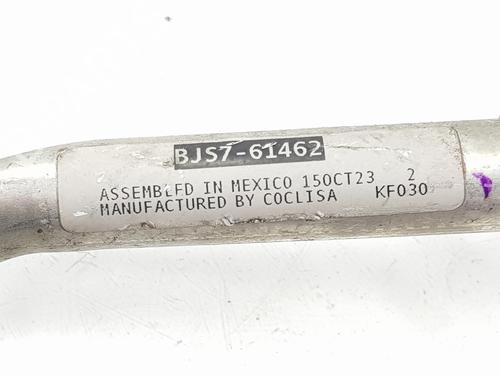 BJS7-61462
ASSEMBLED IN MEXICO 15OCT23 2
MANUFACTURED BY COCLISA KF030